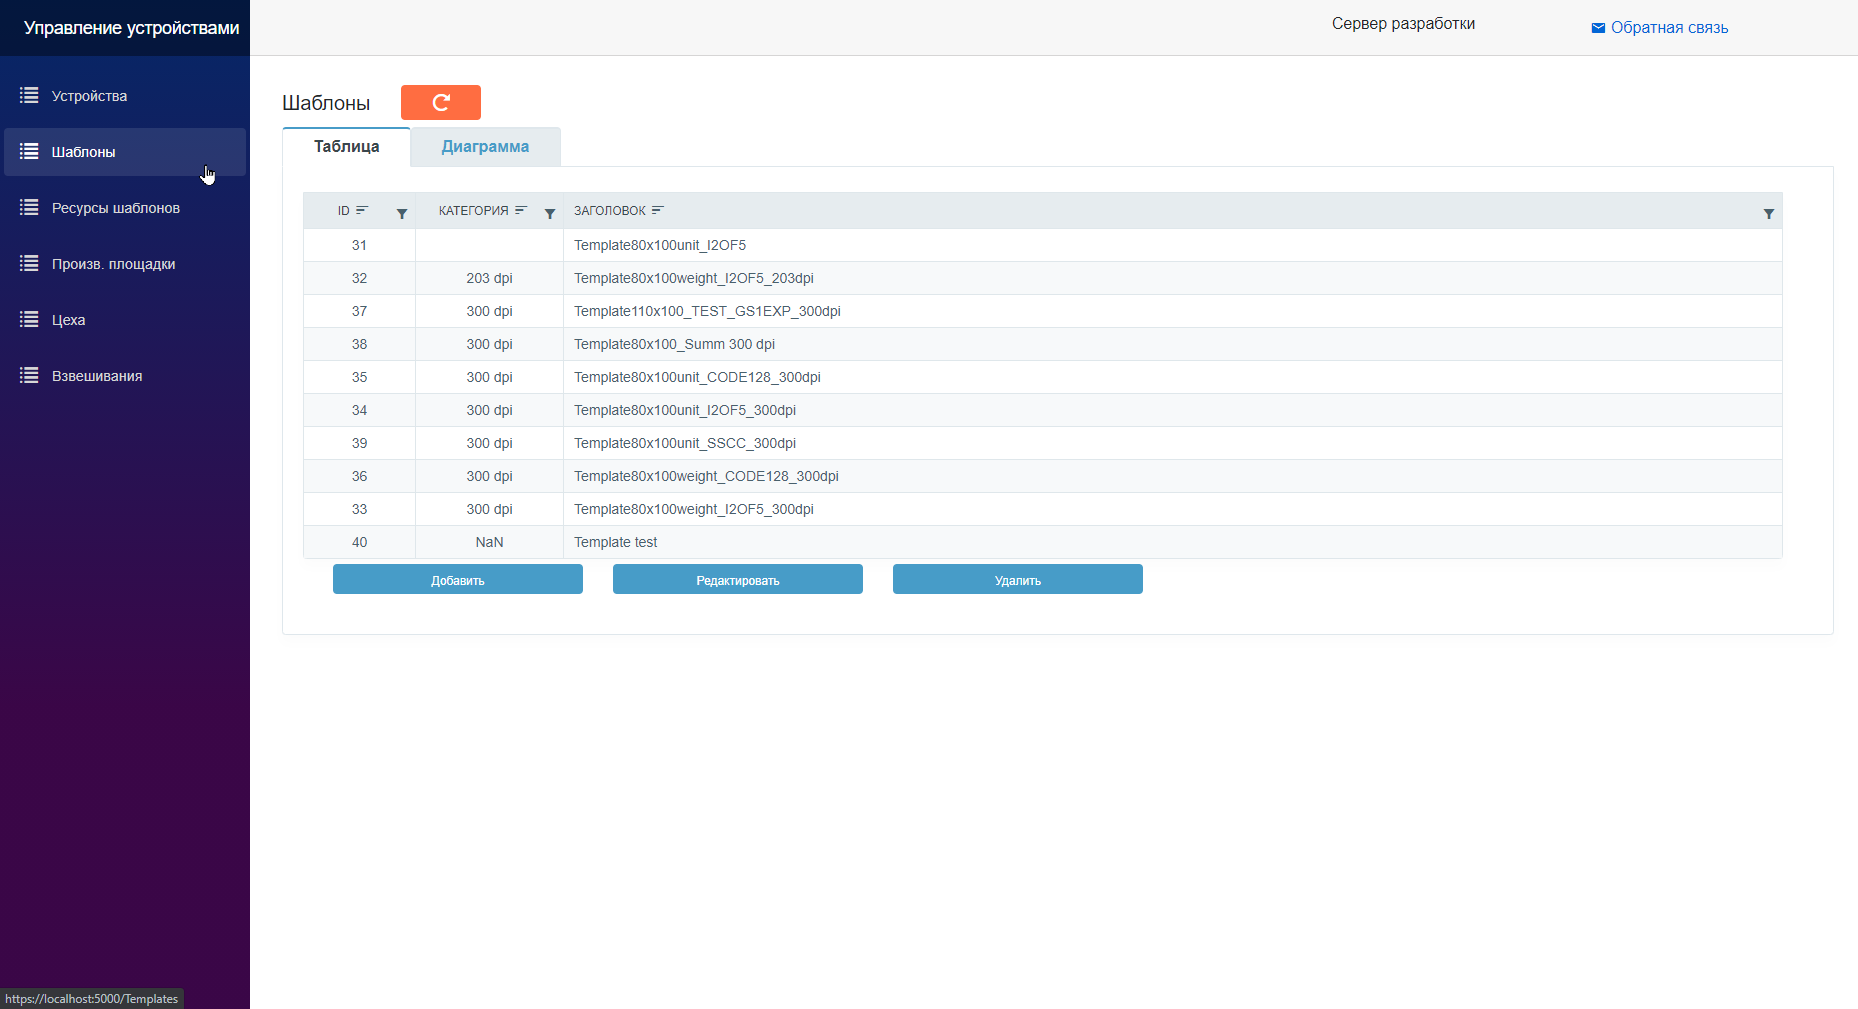 Управление устройствами
Сервер разработки
Обратная связь
Устройства
Шаблоны
Ресурсы шаблонов
Произв. площадки
Цеха
Взвешивания
Шаблоны
Таблица Диаграмма
ID КАТЕГОРИЯ ЗАГОЛОВОК
31 Template80x100unit_I2OF5
32 203 dpi Template80x100weight_I2OF5_203dpi
37 300 dpi Template110x100_TEST_GS1EXP_300dpi
38 300 dpi Template80x100_Summ 300 dpi
35 300 dpi Template80x100unit_CODE128_300dpi
34 300 dpi Template80x100unit_I2OF5_300dpi
39 300 dpi Template80x100unit_SSCC_300dpi
36 300 dpi Template80x100weight_CODE128_300dpi
33 300 dpi Template80x100weight_I2OF5_300dpi
40 NaN Template test
Добавить Редактировать Удалить
https://localhost:5000/Templates